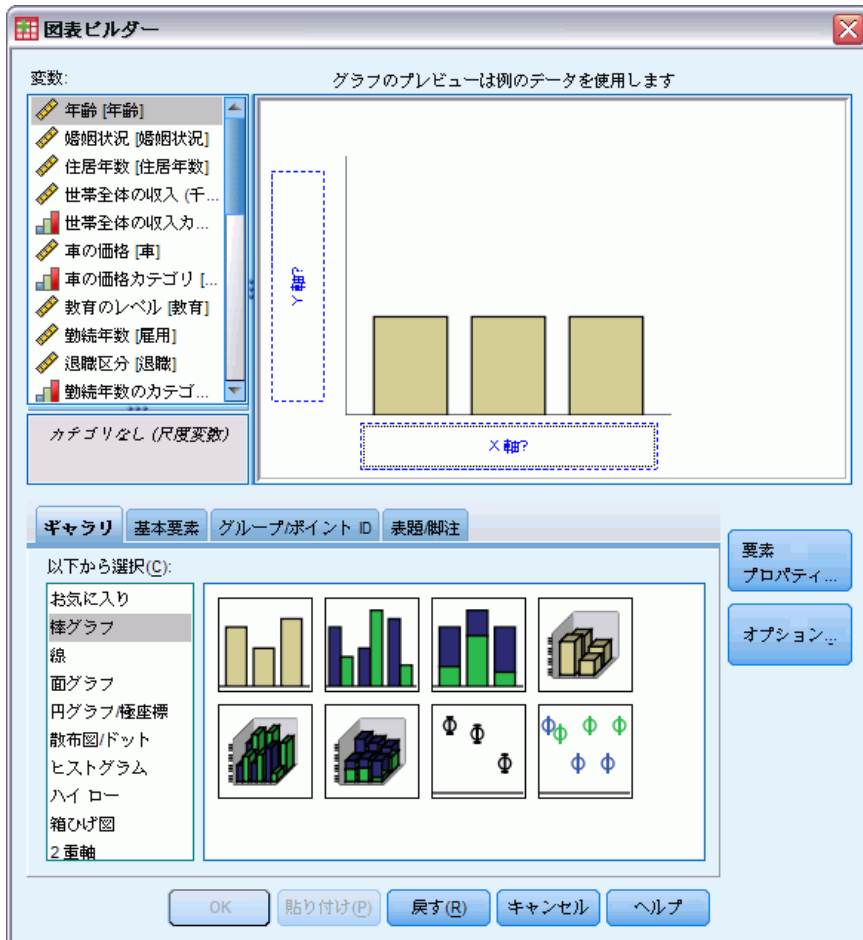 図表ビルダー
変数:
グラフのプレビューは例のデータを使用します
年齢 [年齢]
婚姻状況 [婚姻状況]
住居年数 [住居年数]
世帯全体の収入 (千...
世帯全体の収入カ...
車の価格 [車]
車の価格カテゴリ [...
教育のレベル [教育]
勤続年数 [雇用]
退職区分 [退職]
勤続年数のカテゴ...
カテゴリなし (尺度変数)
Y 軸?
X 軸?
ギャラリ
基本要素
グループ/ポイント ID
表題/脚注
以下から選択(C):
お気に入り
棒グラフ
線
面グラフ
円グラフ/極座標
散布図/ドット
ヒストグラム
ハイ ロー
箱ひげ図
2 重軸
要素
プロパティ...
オプション...
OK
貼り付け(P)
戻す(R)
キャンセル
ヘルプ